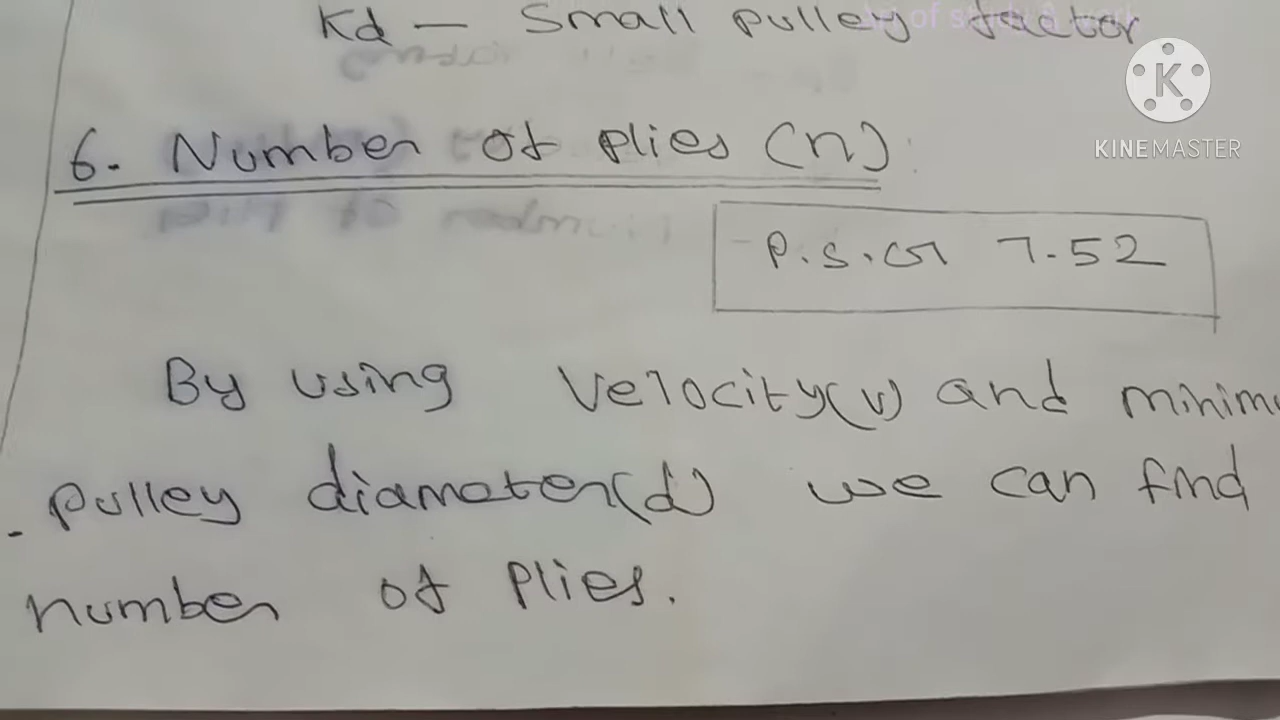 Kd — Small pulley factor
KINEMASTER
6. Number of plies (n)
P.S.G 7.52
By using Velocity(v) and minimu
pulley diameter(d) we can find
number of Plies.